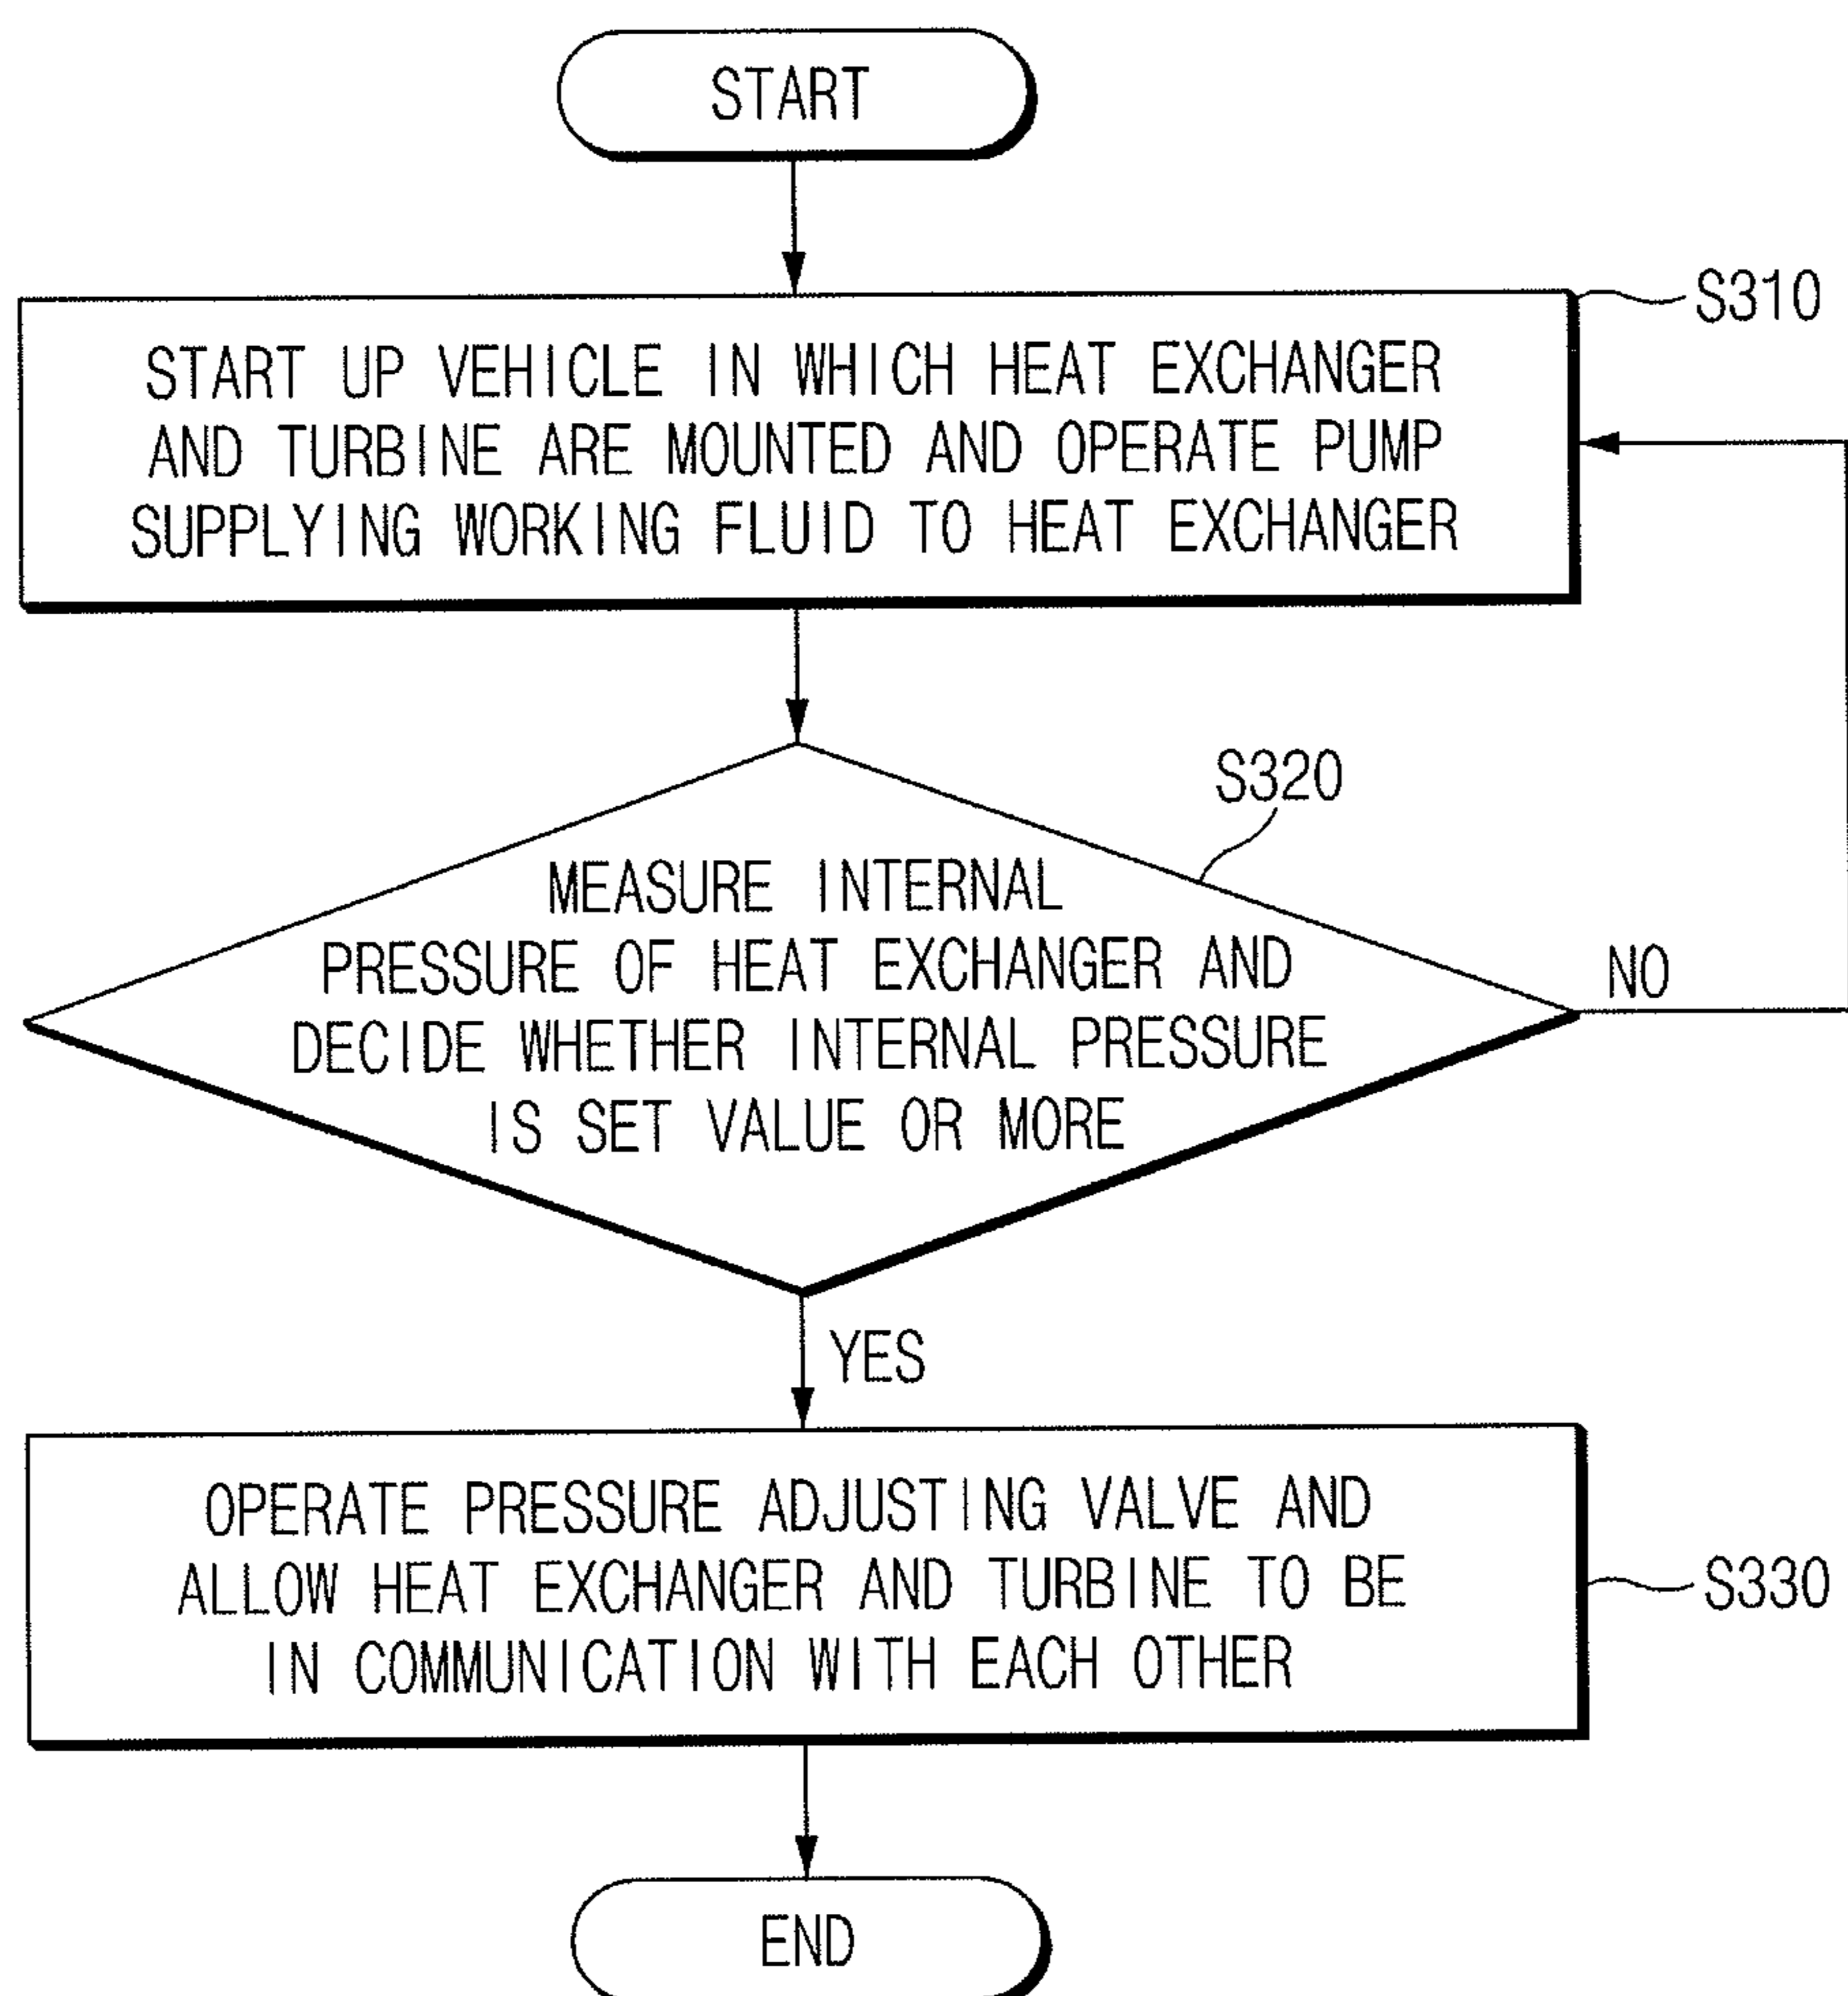 START
S310
START UP VEHICLE IN WHICH HEAT EXCHANGER
AND TURBINE ARE MOUNTED AND OPERATE PUMP
SUPPLYING WORKING FLUID TO HEAT EXCHANGER
S320
MEASURE INTERNAL
PRESSURE OF HEAT EXCHANGER AND
DECIDE WHETHER INTERNAL PRESSURE
IS SET VALUE OR MORE
NO
YES
OPERATE PRESSURE ADJUSTING VALVE AND
ALLOW HEAT EXCHANGER AND TURBINE TO BE
IN COMMUNICATION WITH EACH OTHER
S330
END